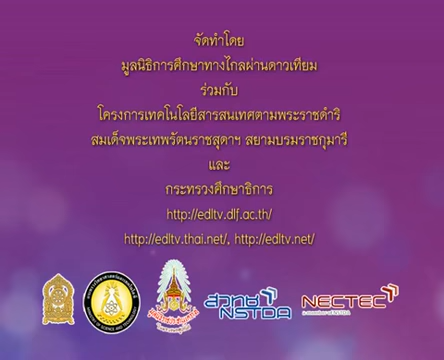 จัดทำโดย
มูลนิธิการศึกษาทางไกลผ่านดาวเทียม
ร่วมกับ
โครงการเทคโนโลยีสารสนเทศตามพระราชดำริ
สมเด็จพระเทพรัตนราชสุดาฯ สยามบรมราชกุมารี
และ
กระทรวงศึกษาธิการ
http://edltv.dlf.ac.th/
http://edltv.thai.net/, http://edltv.net/
สวทช
NSTDA
NECTEC
a member of NSTDA